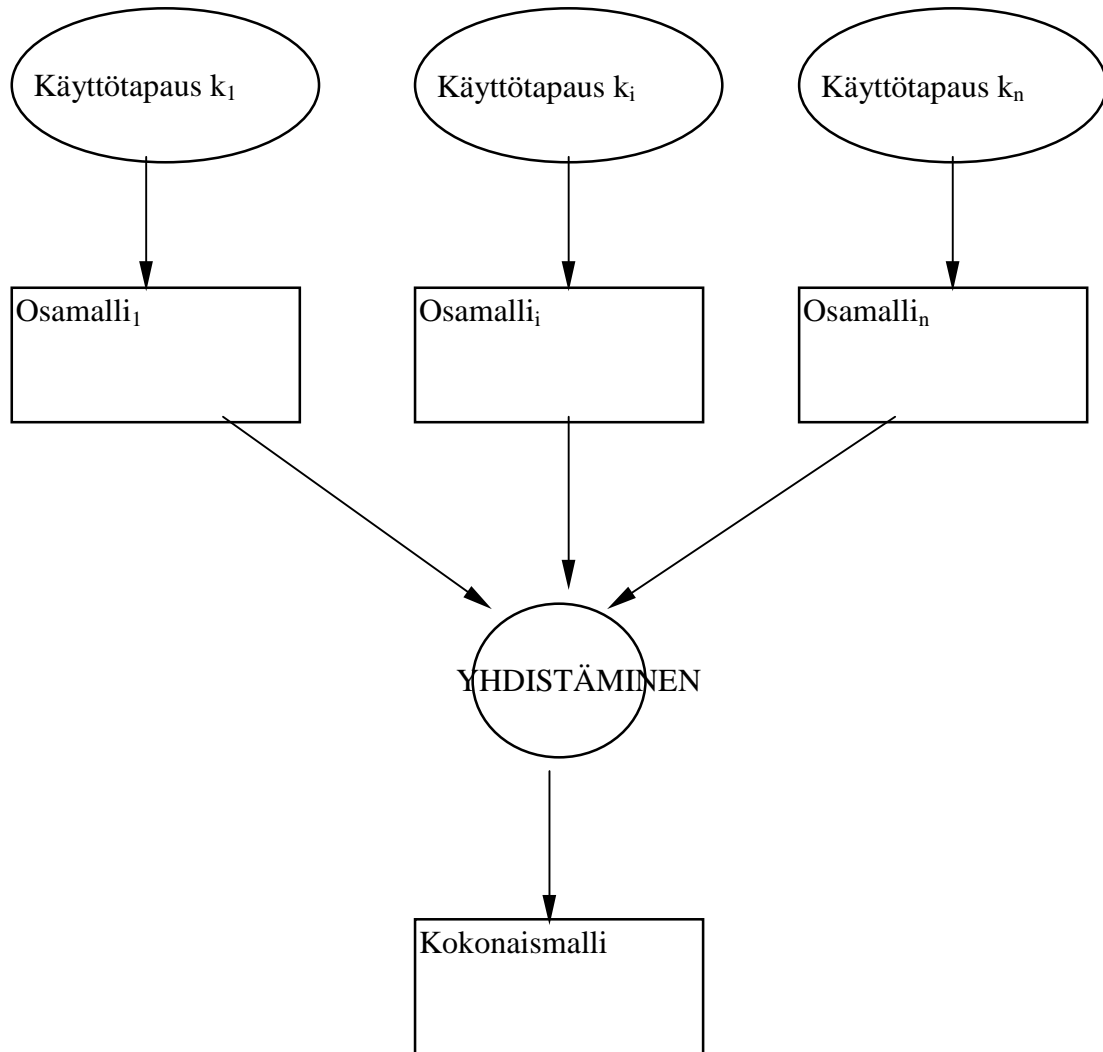 Käyttötapaus k₁
Käyttötapaus kᵢ
Käyttötapaus kₙ
Osamalli₁
Osamalliᵢ
Osamalliₙ
YHDISTÄMINEN
Kokonaismalli